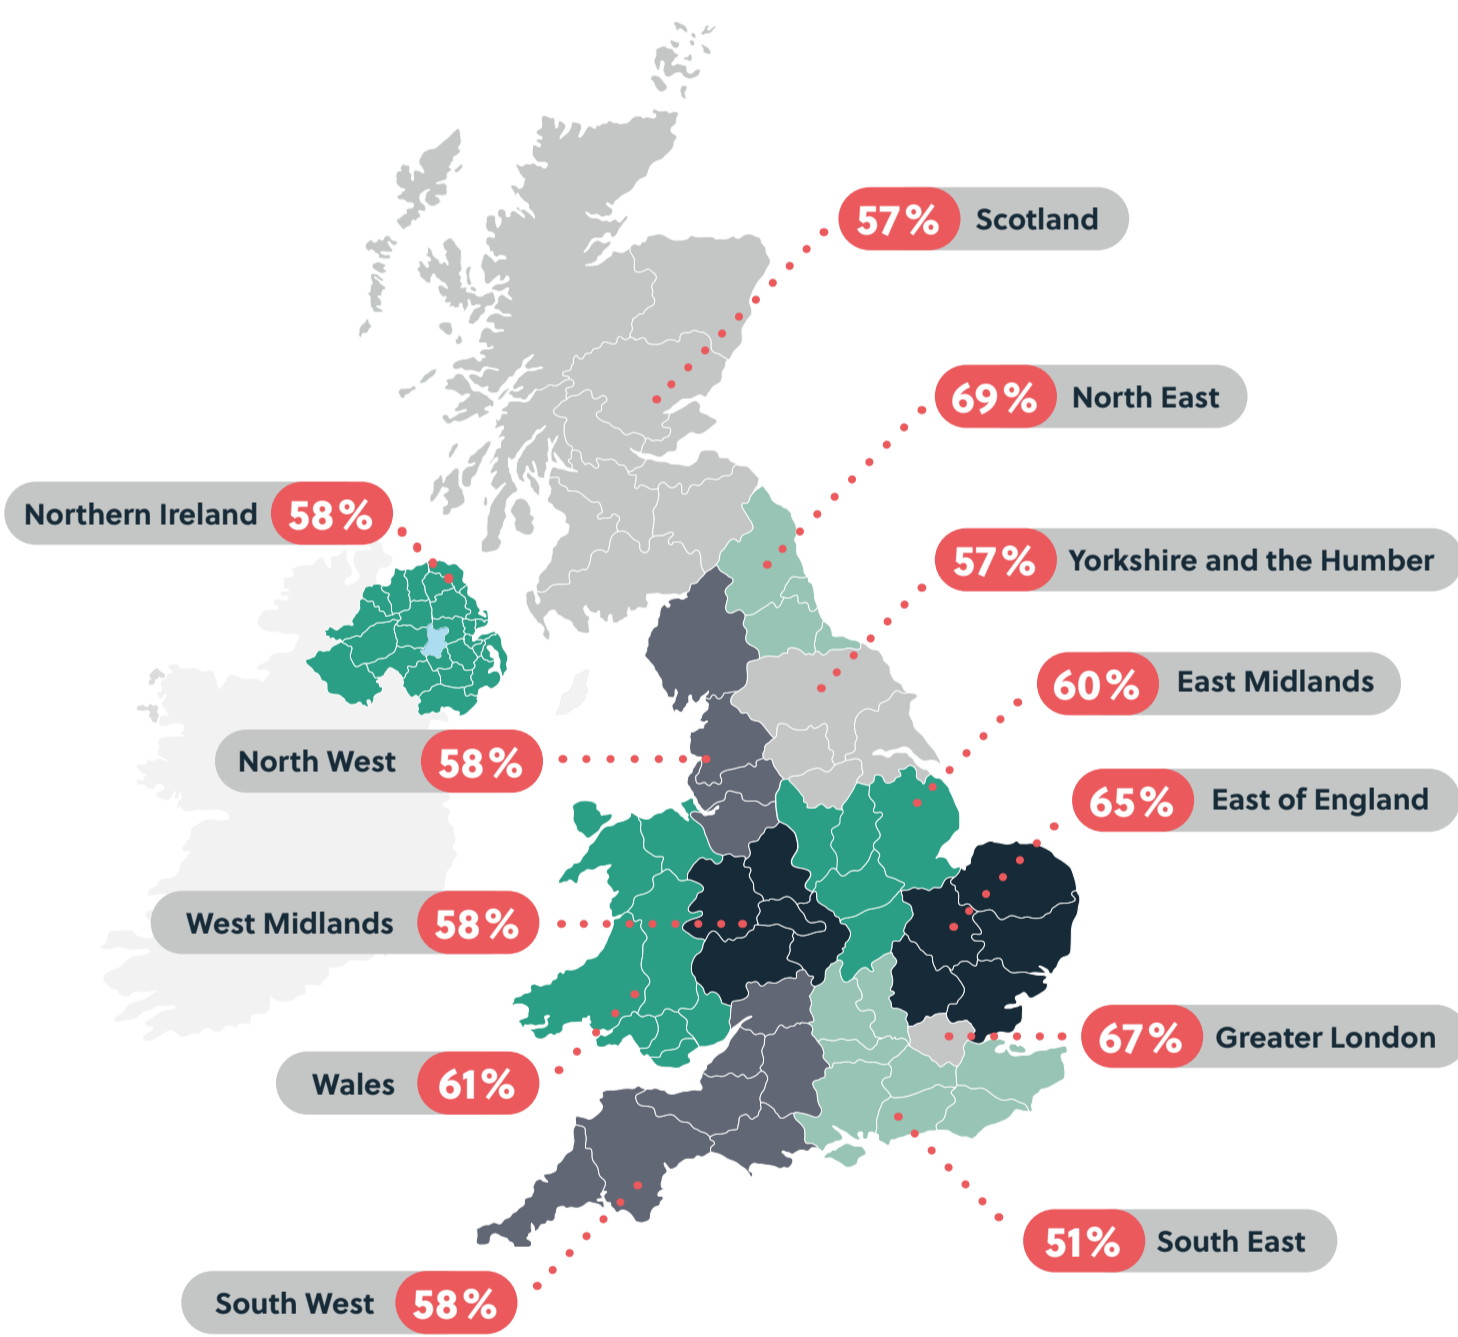 57% Scotland
69% North East
Northern Ireland 58%
57% Yorkshire and the Humber
60% East Midlands
North West 58%
65% East of England
West Midlands 58%
67% Greater London
Wales 61%
51% South East
South West 58%